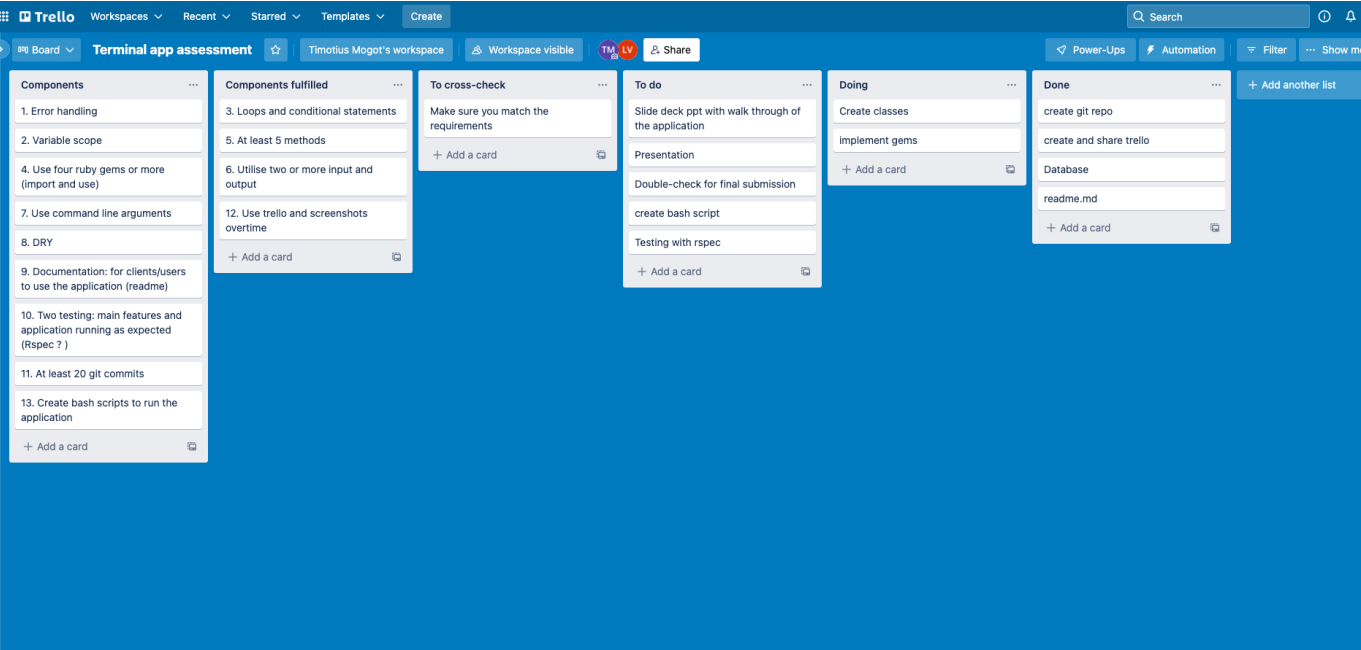 Trello
Workspaces
Recent
Starred
Templates
Create
Search
Board
Terminal app assessment
Timotius Mogot's workspace
Workspace visible
TM
LV
Share
Power-Ups
Automation
Filter
Show
Components
1. Error handling
2. Variable scope
4. Use four ruby gems or more
(import and use)
7. Use command line arguments
8. DRY
9. Documentation: for clients/users
to use the application (readme)
10. Two testing: main features and
application running as expected
(Rspec ? )
11. At least 20 git commits
13. Create bash scripts to run the
application
+ Add a card
Components fulfilled
3. Loops and conditional statements
5. At least 5 methods
6. Utilise two or more input and
output
12. Use trello and screenshots
overtime
+ Add a card
To cross-check
Make sure you match the
requirements
+ Add a card
To do
Slide deck ppt with walk through of
the application
Presentation
Double-check for final submission
create bash script
Testing with rspec
+ Add a card
Doing
Create classes
implement gems
+ Add a card
Done
create git repo
create and share trello
Database
readme.md
+ Add a card
+ Add another list